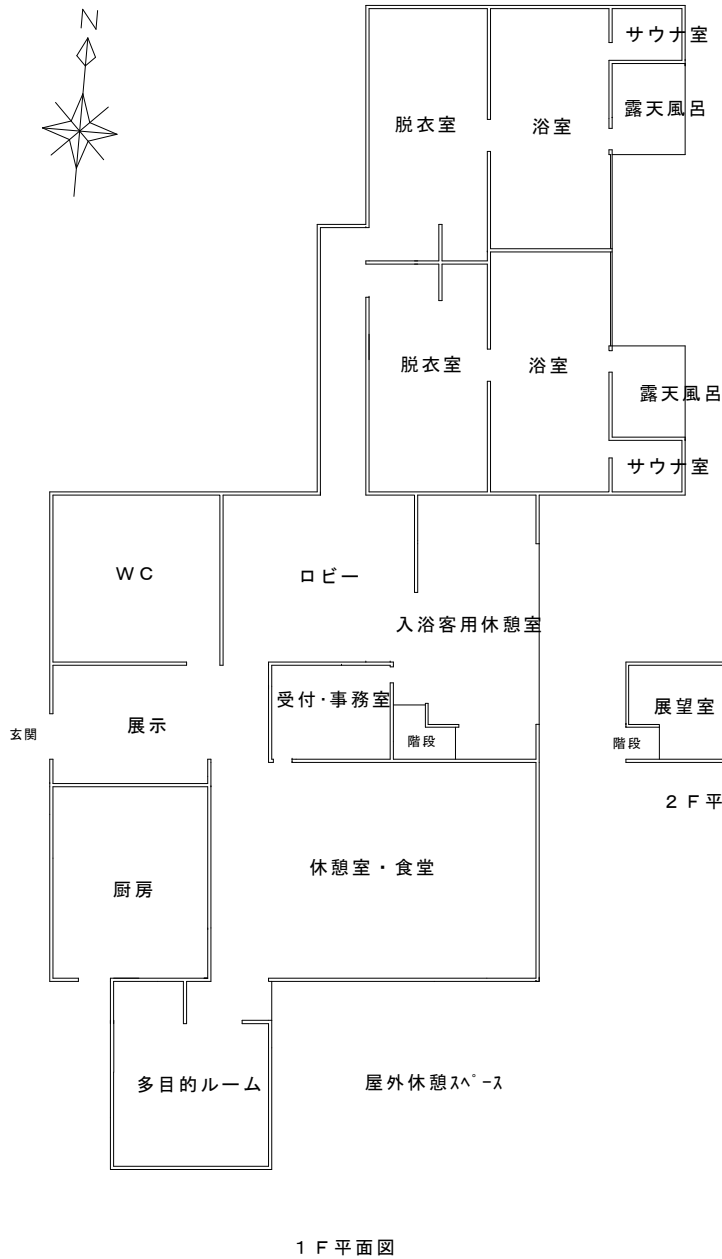 N
サウナ室
露天風呂
脱衣室
浴室
脱衣室
浴室
露天風呂
サウナ室
WC
ロビー
入浴客用休憩室
受付・事務室
展望室
展示
玄関
階段
階段
2F平
休憩室・食堂
厨房
多目的ルーム
屋外休憩ｽﾍﾟｰｽ
1F平面図